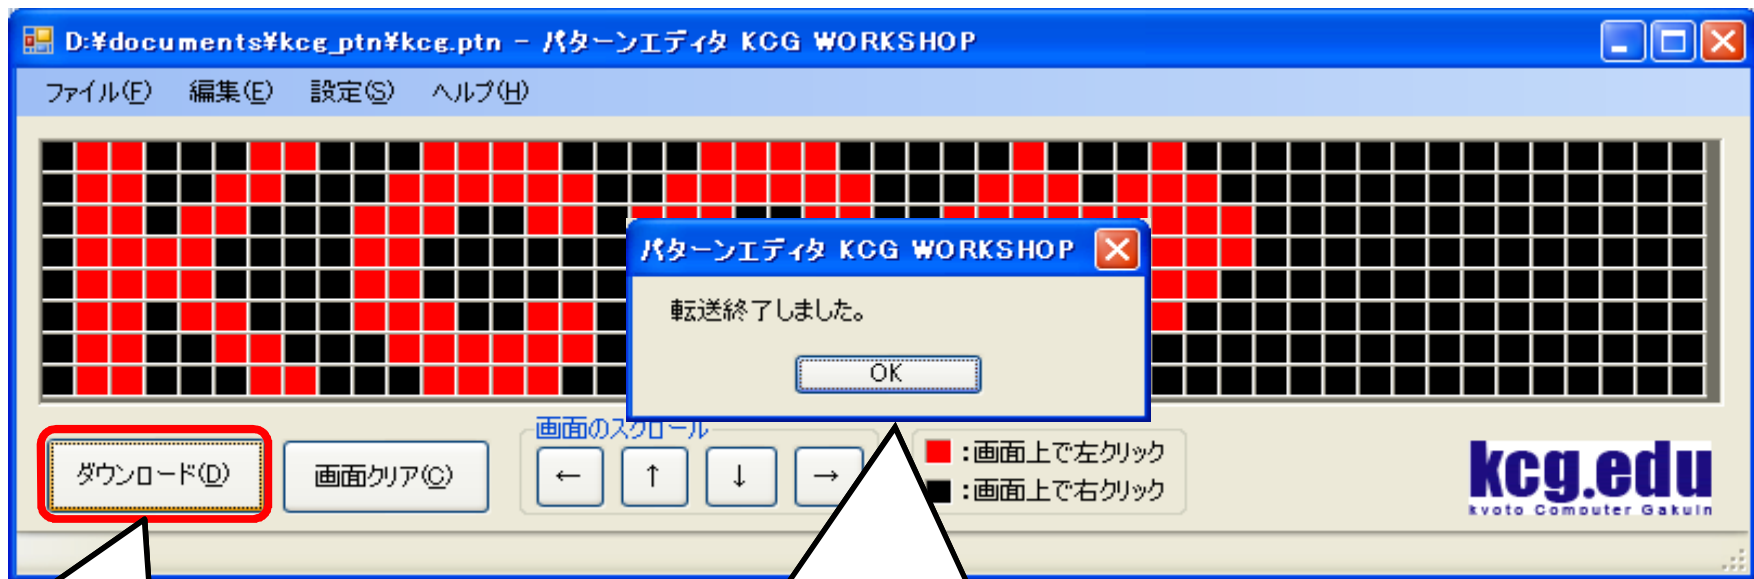 D:¥documents¥kcg_ptn¥kcg.ptn - パターンエディタ KCG WORKSHOP
ファイル(F) 編集(E) 設定(S) ヘルプ(H)
パターンエディタ KCG WORKSHOP
転送終了しました。
OK
ダウンロード(D)
画面クリア(C)
画面のスクロール
← ↑ ↓ →
:画面上で左クリック
:画面上で右クリック
kcg.edu
kyoto Computer Gakuin